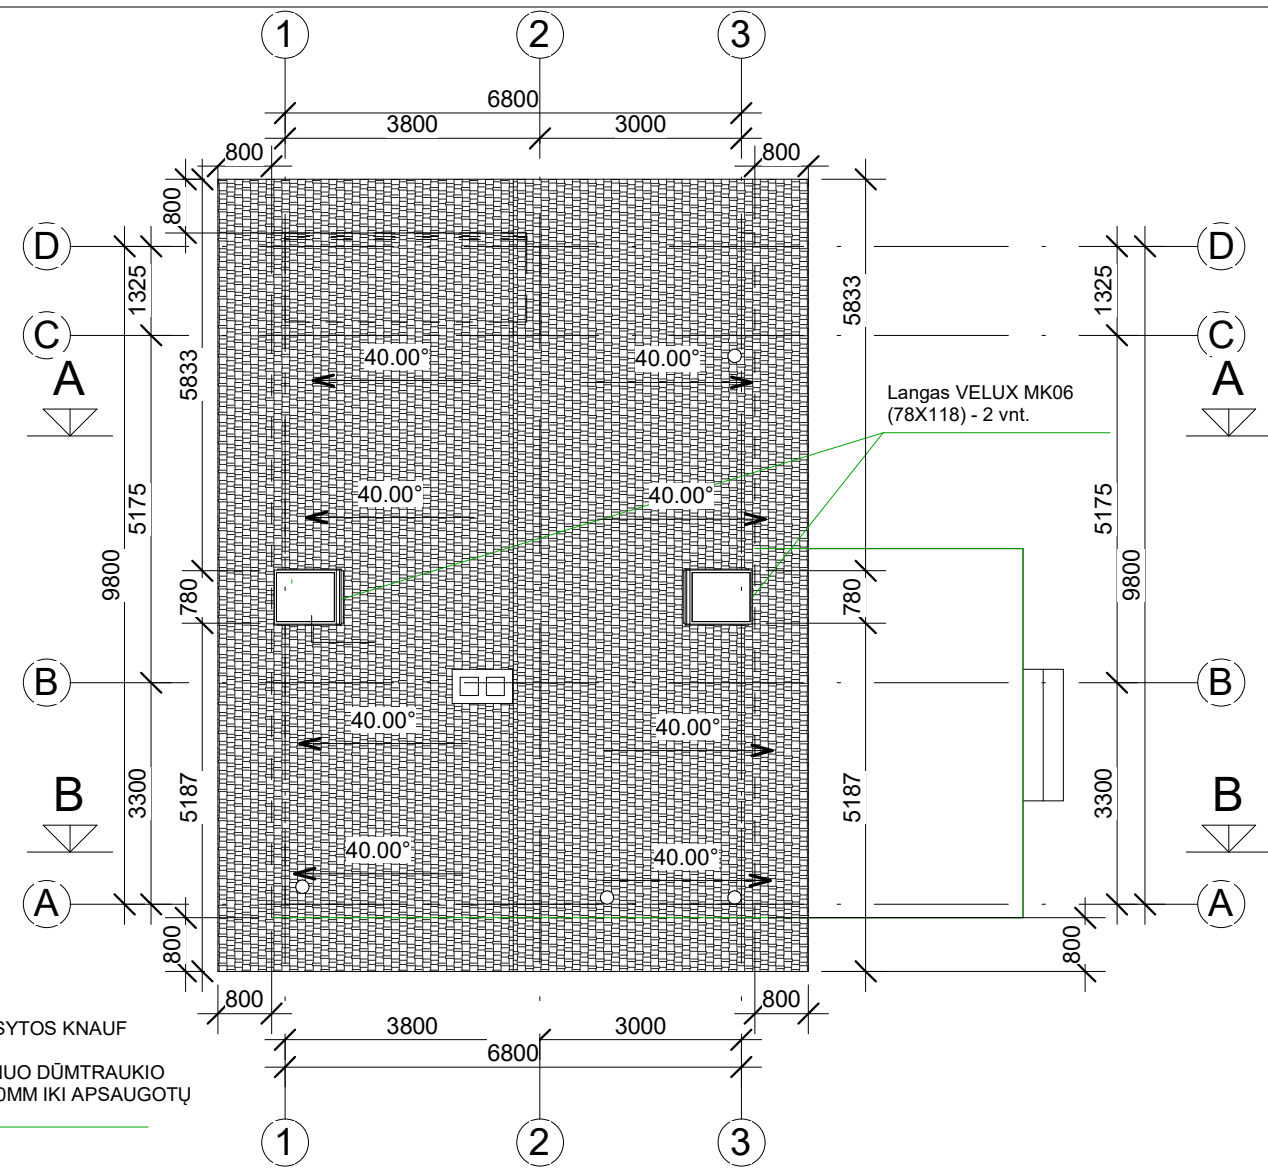 1 2 3
6800
3800 3000
800 800
800
D D
1325 5833 1325
C C
A 5833 A
40.00° 40.00°
Langas VELUX MK06
(78X118) - 2 vnt.
40.00° 40.00°
5175 5175
9800 780 780 9800
B B
40.00° 40.00°
3300 5187 5187 3300
B B
40.00° 40.00°
A A
800 800
800 800
3800 3000
6800
SYTOS KNAUF
NUO DŪMTRAUKIO
0MM IKI APSAUGOTŲ
1 2 3